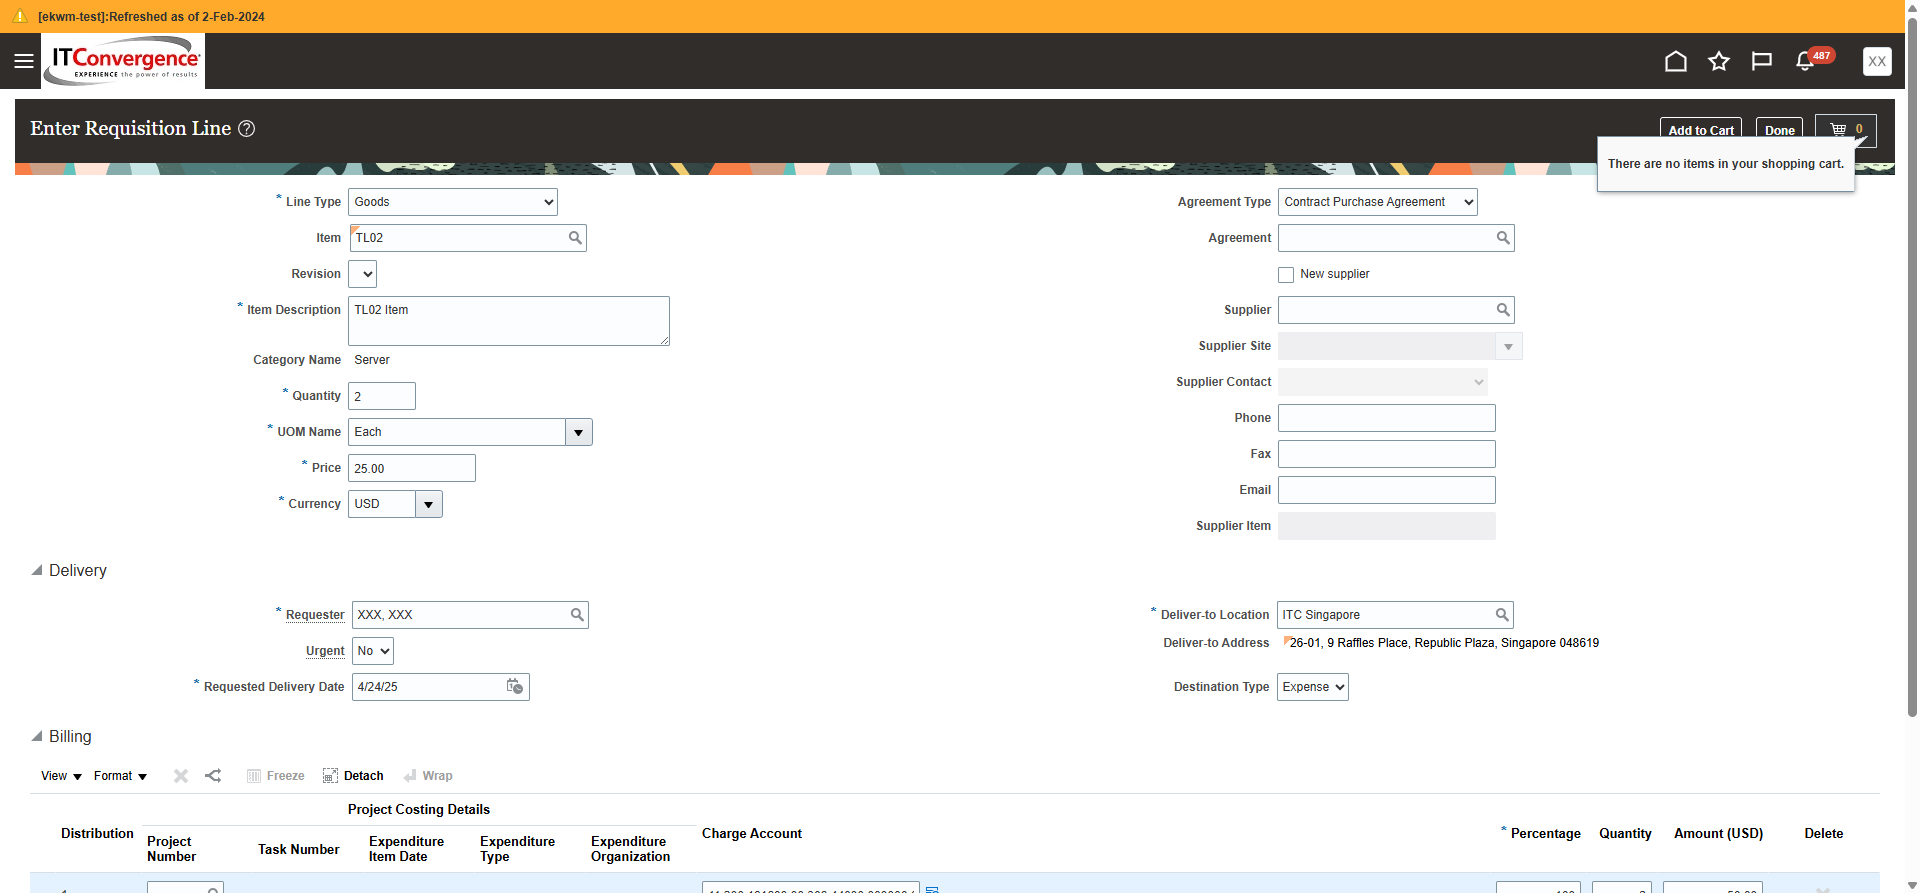 [ekwm-test]:Refreshed as of 2-Feb-2024
ITConvergence
EXPERIENCE the power of results
487
XX
Enter Requisition Line
Add to Cart
Done
0
There are no items in your shopping cart.
* Line Type Goods
Agreement Type Contract Purchase Agreement
Item TL02
Agreement
Revision
New supplier
* Item Description TL02 Item
Supplier
Supplier Site
Category Name Server
Supplier Contact
* Quantity 2
Phone
* UOM Name Each
Fax
* Price 25.00
Email
* Currency USD
Supplier Item
Delivery
* Requester XXX, XXX
* Deliver-to Location ITC Singapore
Deliver-to Address 26-01, 9 Raffles Place, Republic Plaza, Singapore 048619
Urgent No
* Requested Delivery Date 4/24/25
Destination Type Expense
Billing
View Format Freeze Detach Wrap
Project Costing Details
Distribution
Project Number
Task Number
Expenditure Item Date
Expenditure Type
Expenditure Organization
Charge Account
* Percentage
Quantity
Amount (USD)
Delete